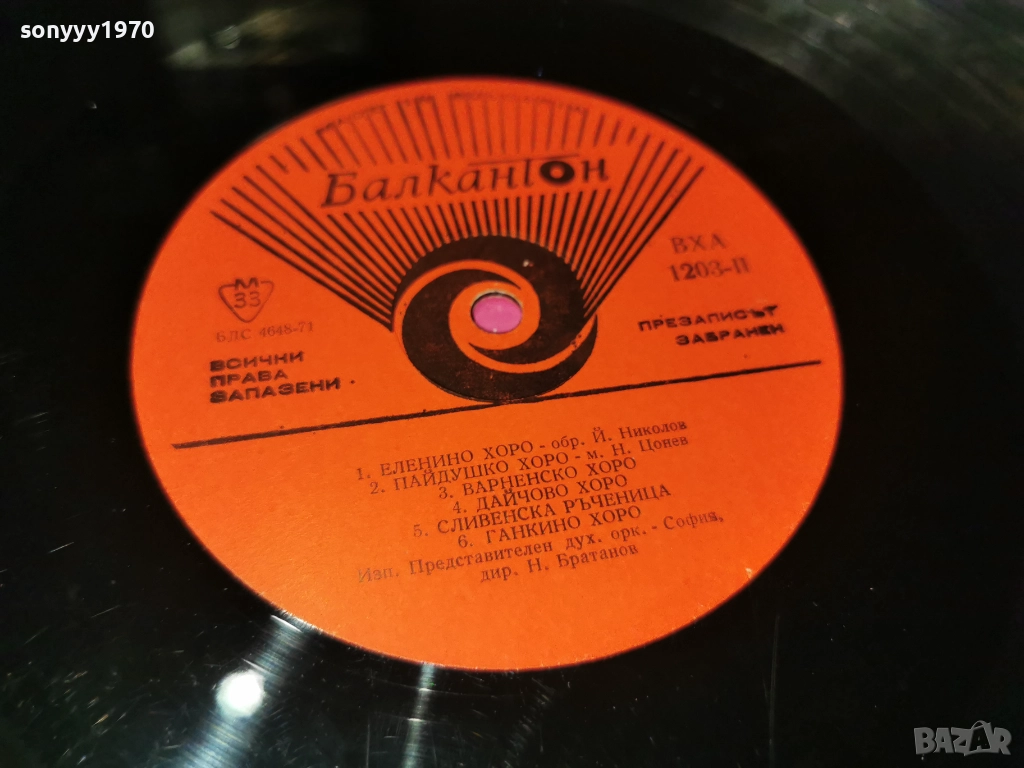 sonyyy1970
Балкантон
ВХА
1203-II
М
33
БДС 4648-71
ВСИЧКИ
ПРАВА
ЗАПАЗЕНИ
ПРЕЗАПИСЪТ
ЗАБРАНЕН
1. ЕЛЕНИНО ХОРО - обр. Й. Николов
2. ПАЙДУШКО ХОРО - м. Н. Цонев
3. ВАРНЕНСКО ХОРО
4. ДАЙЧОВО ХОРО
5. СЛИВЕНСКА РЪЧЕНИЦА
6. ГАНКИНО ХОРО
Изп. Представителен дух. орк. - София,
дир. Н. Братанов
BAZAR